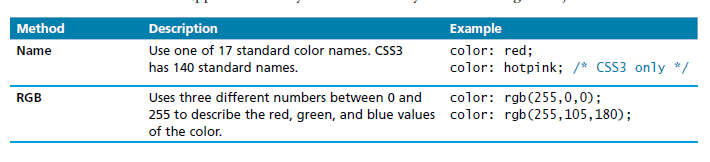 Method Description Example
Name Use one of 17 standard color names. CSS3 color: red;
has 140 standard names. color: hotpink; /* CSS3 only */
RGB Uses three different numbers between 0 and color: rgb(255,0,0);
255 to describe the red, green, and blue values color: rgb(255,105,180);
of the color.